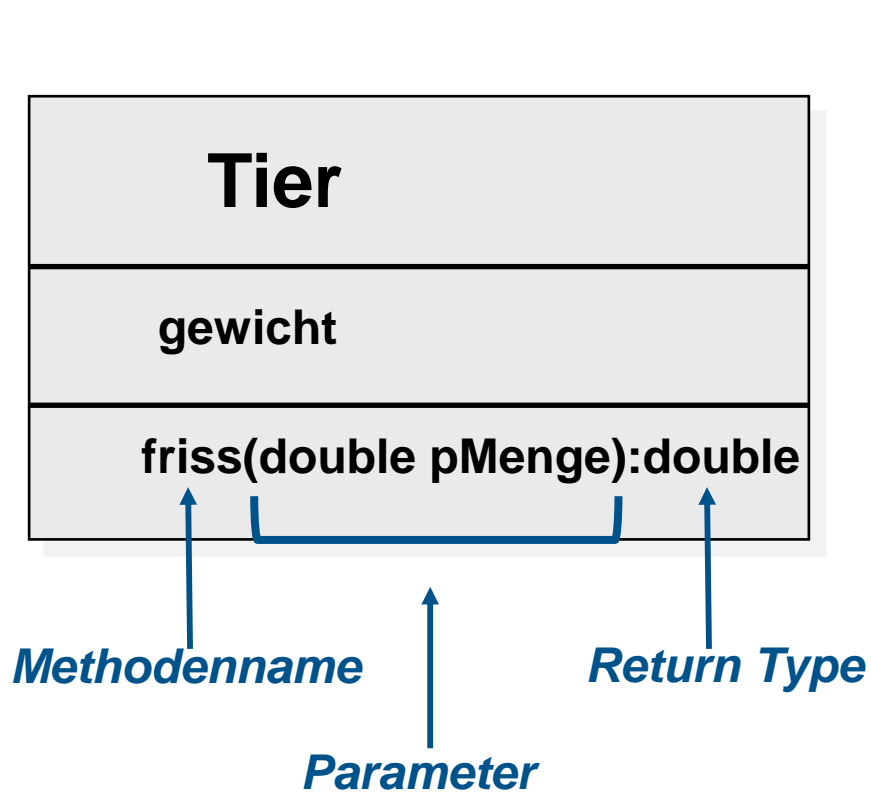 Tier
gewicht
friss(double pMenge):double
Methodenname
Return Type
Parameter